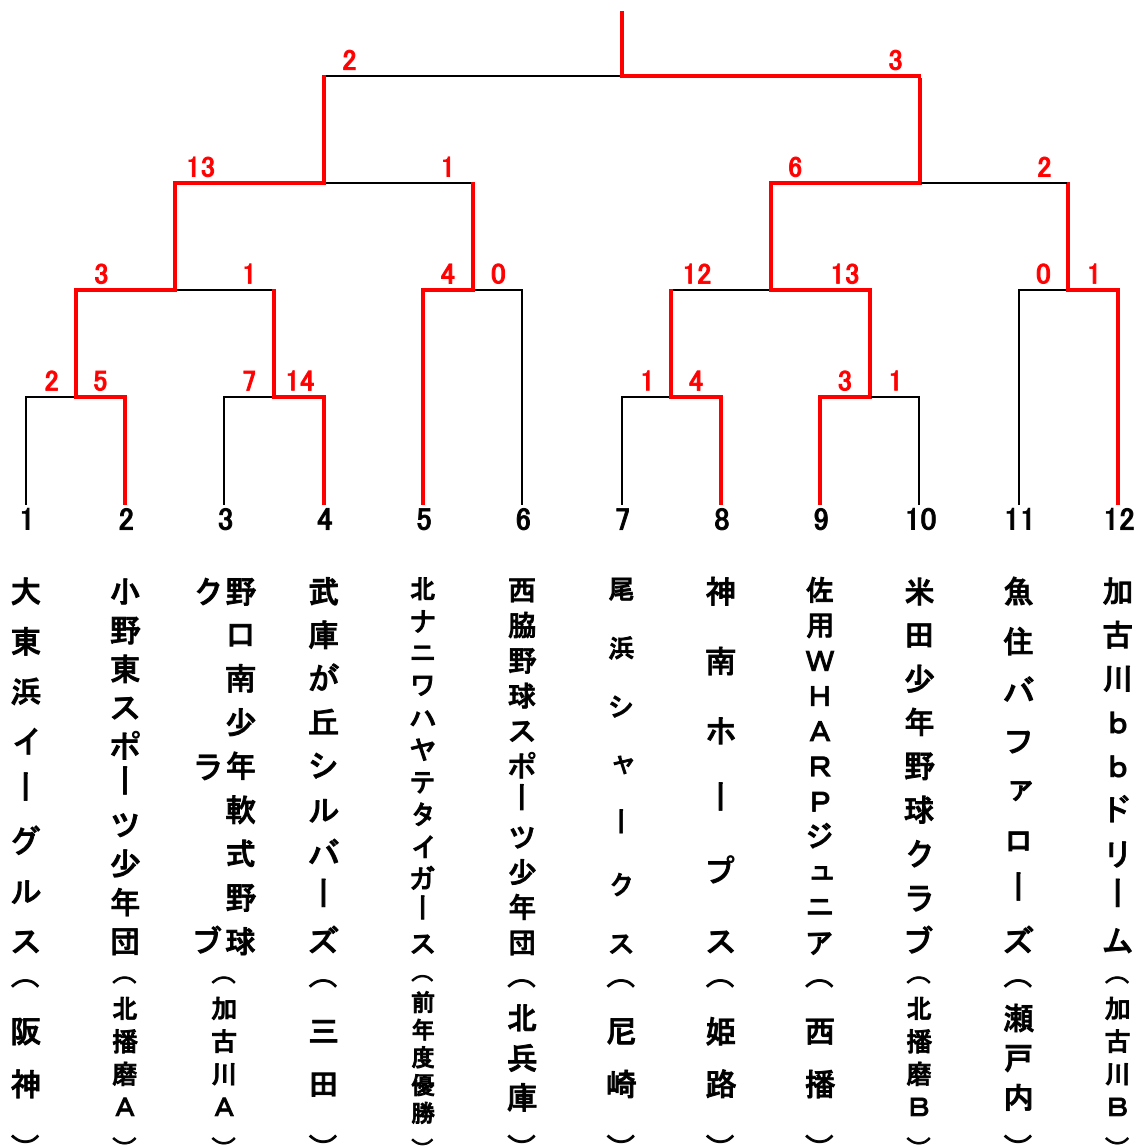 2 3
13 1 6 2
3 1 4 0 12 13 0 1
2 5 7 14 1 4 3 1
1 2 3 4 5 6 7 8 9 10 11 12
大東浜イーグルス（阪神）
小野東スポーツ少年団（北播磨A）
野口南少年軟式野球
クラブ（加古川A）
武庫が丘シルバーズ（三田）
北ナニワハヤテタイガース（前年度優勝）
西脇野球スポーツ少年団（北兵庫）
尾浜シャークス（尼崎）
神南ホープス（姫路）
佐用WHARPジュニア（西播）
米田少年野球クラブ（北播磨B）
魚住バファローズ（瀬戸内）
加古川bbドリーム（加古川B）